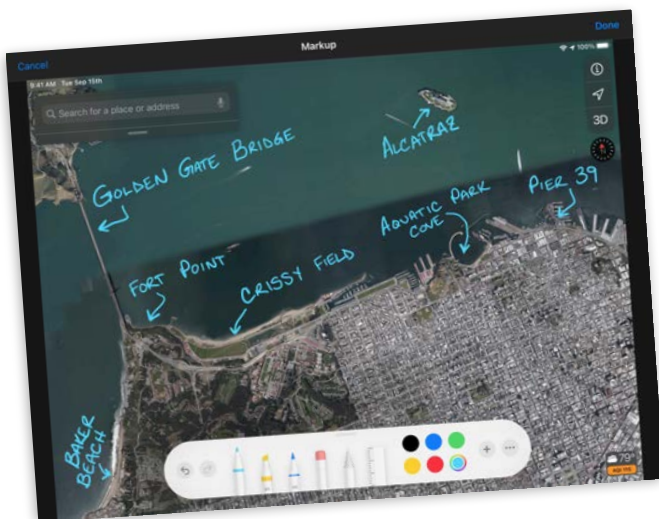 Cancel
Markup
Done
9:41 AM Tue Sep 15th
100%
Search for a place or address
3D
GOLDEN GATE BRIDGE
ALCATRAZ
PIER 39
AQUATIC PARK
COVE
FORT POINT
CRISSY FIELD
BAKER
BEACH